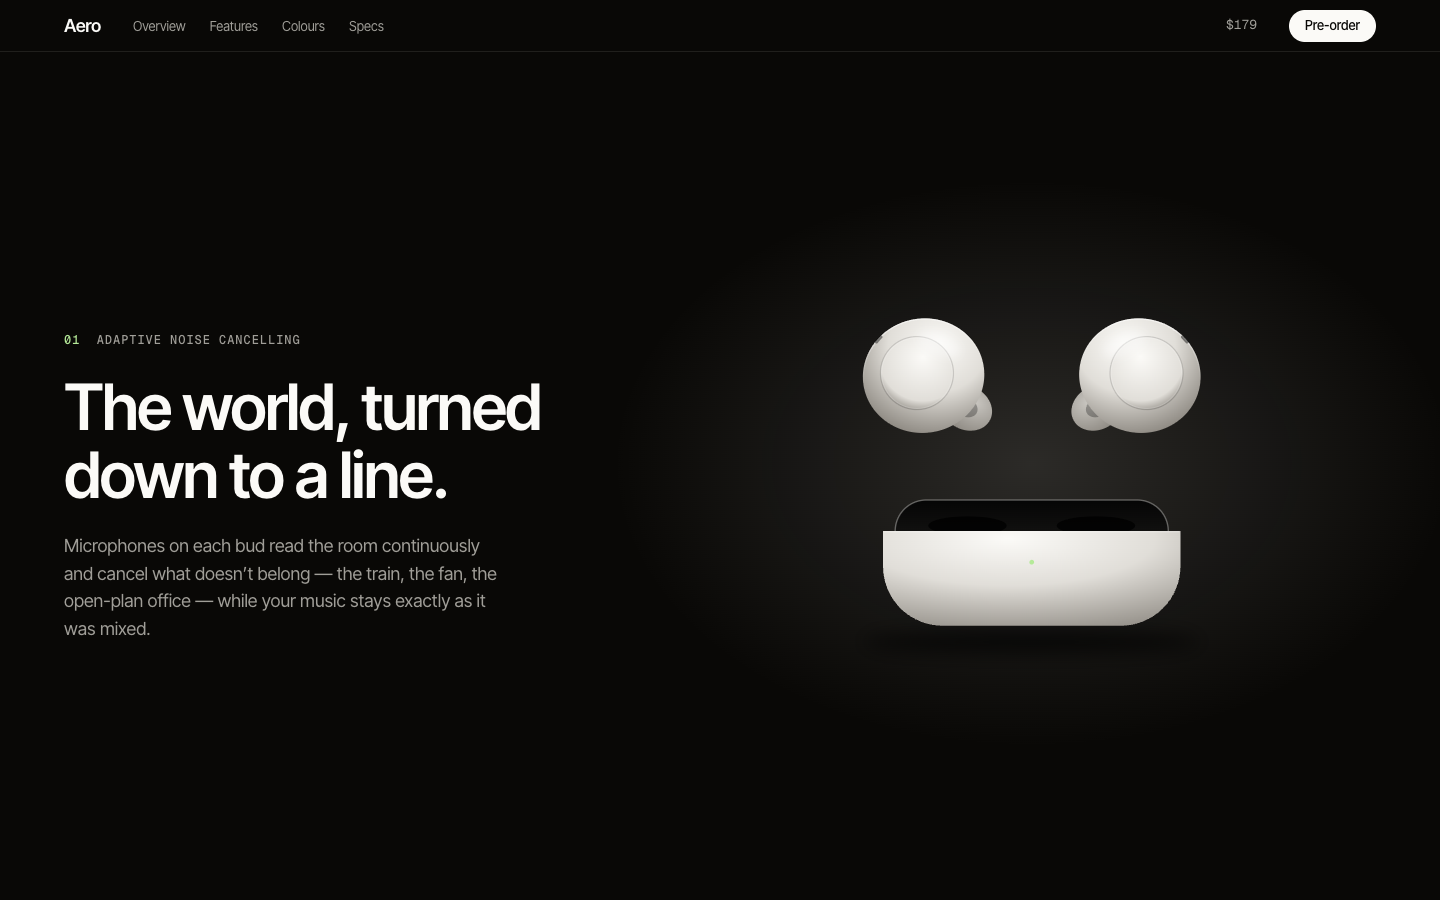 Aero
Overview
Features
Colours
Specs
$179
Pre-order
01 ADAPTIVE NOISE CANCELLING
The world, turned
down to a line.
Microphones on each bud read the room continuously
and cancel what doesn’t belong — the train, the fan, the
open-plan office — while your music stays exactly as it
was mixed.